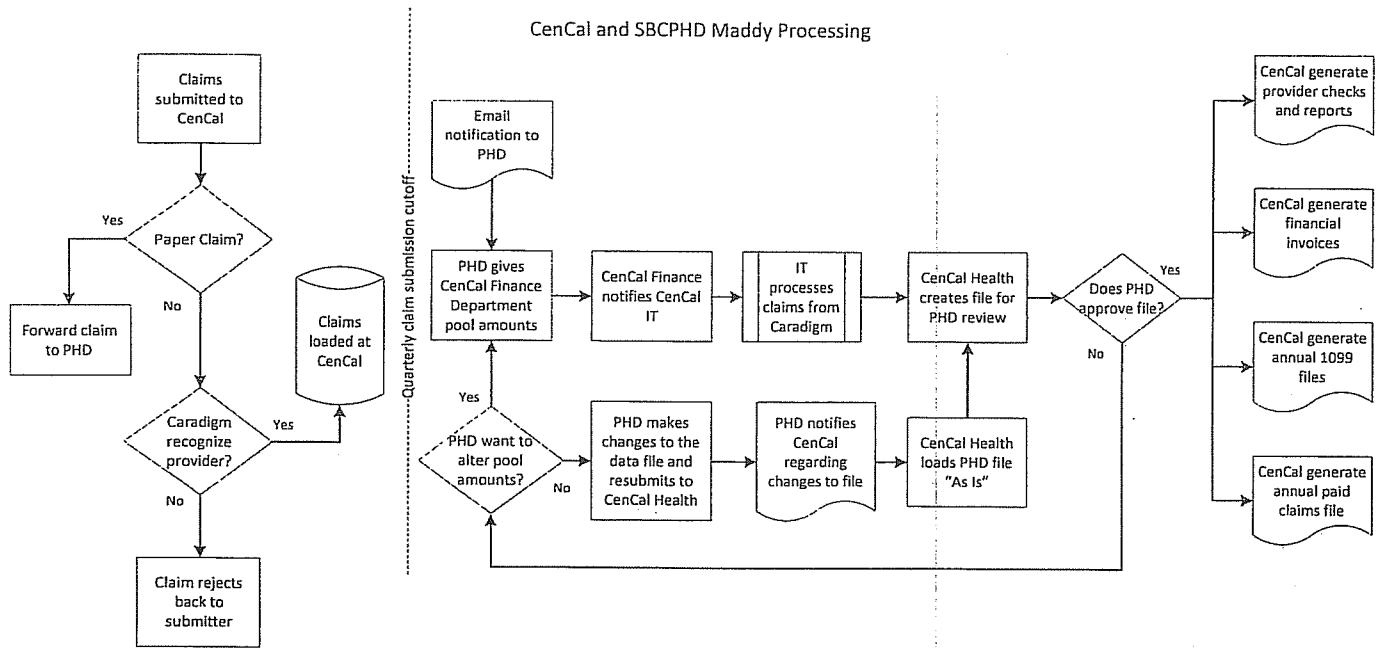 CenCal and SBCPHD Maddy Processing
Claims
submitted to
CenCal
Paper Claim?
Yes
No
Forward claim
to PHD
Caradigm
recognize
provider?
Yes
No
Claims
loaded at
CenCal
Claim rejects
back to
submitter
Quarterly claim submission cutoff
Email
notification to
PHD
PHD gives
CenCal Finance
Department
pool amounts
CenCal Finance
notifies CenCal
IT
IT
processes
claims from
Caradigm
CenCal Health
creates file for
PHD review
Does PHD
approve file?
Yes
No
PHD want to
alter pool
amounts?
Yes
No
PHD makes
changes to the
data file and
resubmits to
CenCal Health
PHD notifies
CenCal
regarding
changes to file
CenCal Health
loads PHD file
"As Is"
CenCal generate
provider checks
and reports
CenCal generate
financial
invoices
CenCal generate
annual 1099
files
CenCal generate
annual paid
claims file